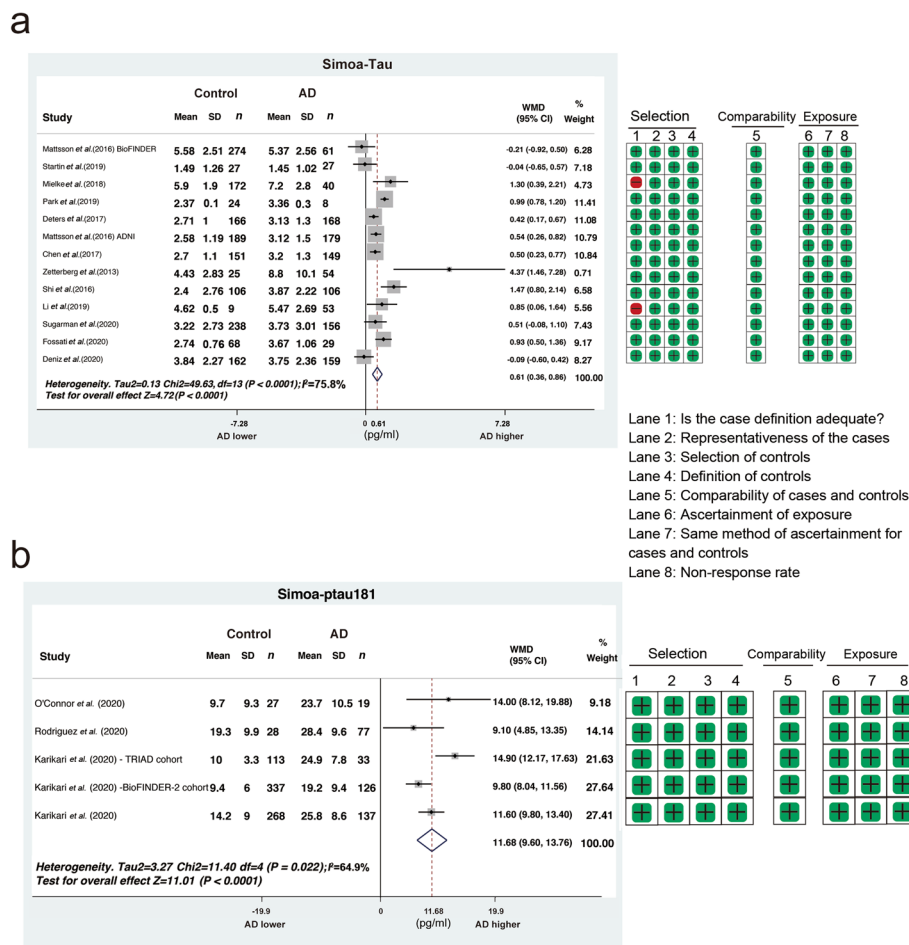 a
Simoa-Tau
Control AD WMD %
Study Mean SD n Mean SD n (95% CI) Weight
Mattsson et al.(2016) BioFINDER 5.58 2.51 274 5.37 2.56 61 -0.21 (-0.92, 0.50) 6.28
Startin et al.(2019) 1.49 1.26 27 1.45 1.02 27 -0.04 (-0.65, 0.57) 7.18
Mielke et al.(2018) 5.9 1.9 172 7.2 2.8 40 1.30 (0.39, 2.21) 4.73
Park et al.(2019) 2.37 0.1 24 3.36 0.3 8 0.99 (0.78, 1.20) 11.41
Deters et al.(2017) 2.71 1 166 3.13 1.3 168 0.42 (0.17, 0.67) 11.08
Mattsson et al.(2016) ADNI 2.58 1.19 189 3.12 1.5 179 0.54 (0.26, 0.82) 10.79
Chen et al.(2017) 2.7 1.1 151 3.2 1.3 149 0.50 (0.23, 0.77) 10.84
Zetterberg et al.(2013) 4.43 2.83 25 8.8 10.1 54 4.37 (1.46, 7.28) 0.71
Shi et al.(2016) 2.4 2.76 106 3.87 2.22 106 1.47 (0.80, 2.14) 6.58
Li et al.(2019) 4.62 0.5 9 5.47 2.69 53 0.85 (0.06, 1.64) 5.56
Sugarman et al.(2020) 3.22 2.73 238 3.73 3.01 156 0.51 (-0.08, 1.10) 7.43
Fossati et al.(2020) 2.74 0.76 68 3.67 1.06 29 0.93 (0.50, 1.36) 9.17
Deniz et al.(2020) 3.84 2.27 162 3.75 2.36 159 -0.09 (-0.60, 0.42) 8.27
0.61 (0.36, 0.86) 100.00
Heterogeneity. Tau2=0.13 Chi2=49.63, df=13 (P < 0.0001); I²=75.8%
Test for overall effect Z=4.72(P < 0.0001)
-7.28 0 0.61 7.28
AD lower (pg/ml) AD higher
Selection Comparability Exposure
1 2 3 4 5 6 7 8
Lane 1: Is the case definition adequate?
Lane 2: Representativeness of the cases
Lane 3: Selection of controls
Lane 4: Definition of controls
Lane 5: Comparability of cases and controls
Lane 6: Ascertainment of exposure
Lane 7: Same method of ascertainment for
cases and controls
Lane 8: Non-response rate
b
Simoa-ptau181
Control AD WMD %
Study Mean SD n Mean SD n (95% CI) Weight
O'Connor et al. (2020) 9.7 9.3 27 23.7 10.5 19 14.00 (8.12, 19.88) 9.18
Rodriguez et al. (2020) 19.3 9.9 28 28.4 9.6 77 9.10 (4.85, 13.35) 14.14
Karikari et al. (2020) - TRIAD cohort 10 3.3 113 24.9 7.8 33 14.90 (12.17, 17.63) 21.63
Karikari et al. (2020) -BioFINDER-2 cohort 9.4 6 337 19.2 9.4 126 9.80 (8.04, 11.56) 27.64
Karikari et al. (2020) 14.2 9 268 25.8 8.6 137 11.60 (9.80, 13.40) 27.41
11.68 (9.60, 13.76) 100.00
Heterogeneity. Tau2=3.27 Chi2=11.40 df=4 (P = 0.022); I²=64.9%
Test for overall effect Z=11.01 (P < 0.0001)
-19.9 0 11.68 19.9
AD lower (pg/ml) AD higher
Selection Comparability Exposure
1 2 3 4 5 6 7 8